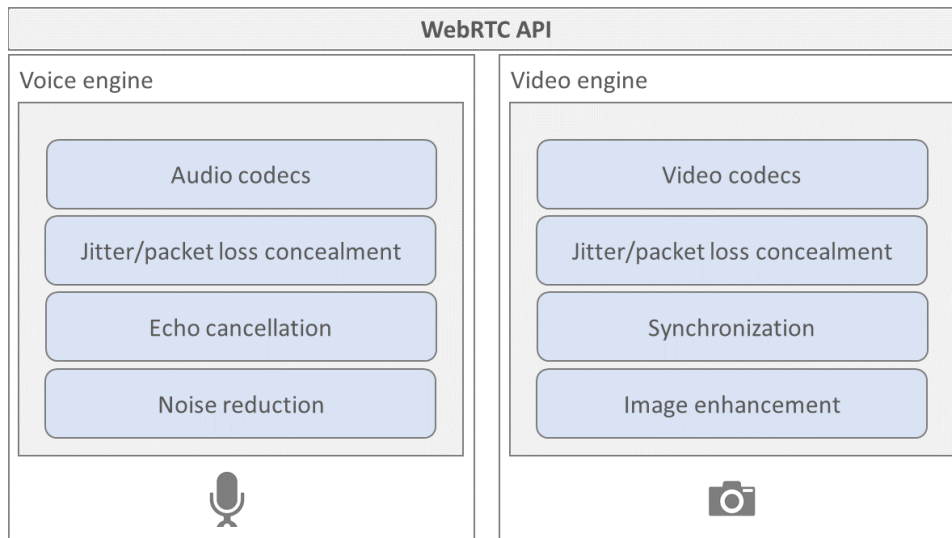 WebRTC API
Voice engine
Audio codecs
Jitter/packet loss concealment
Echo cancellation
Noise reduction
Video engine
Video codecs
Jitter/packet loss concealment
Synchronization
Image enhancement